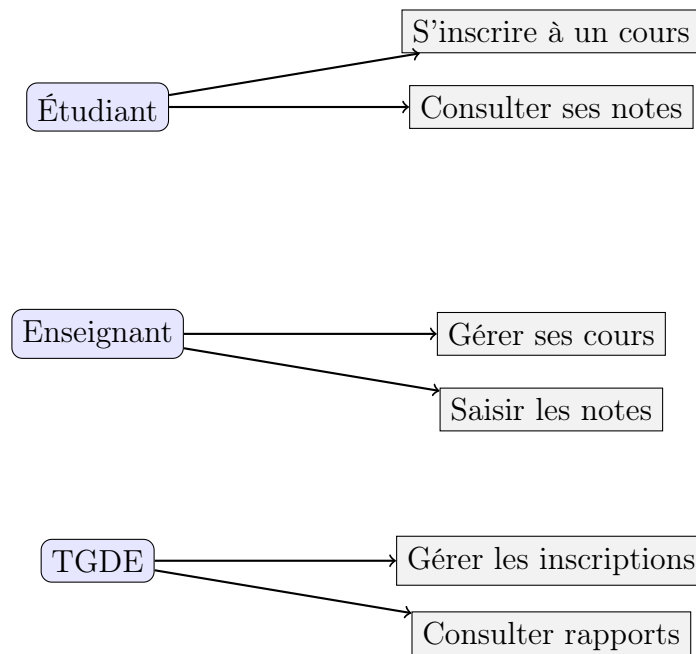 S'inscrire à un cours
Étudiant
Consulter ses notes
Enseignant
Gérer ses cours
Saisir les notes
TGDE
Gérer les inscriptions
Consulter rapports